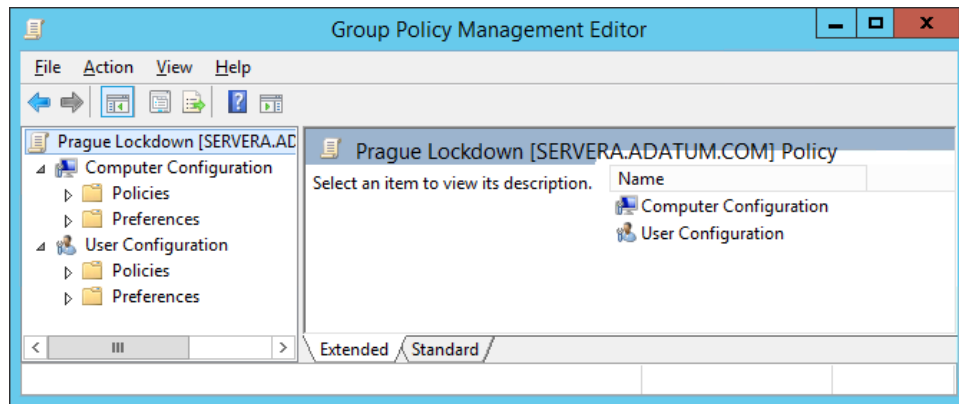 Group Policy Management Editor
File Action View Help
Prague Lockdown [SERVERA.AD
Computer Configuration
Policies
Preferences
User Configuration
Policies
Preferences
Prague Lockdown [SERVERA.ADATUM.COM] Policy
Select an item to view its description.
Name
Computer Configuration
User Configuration
Extended Standard